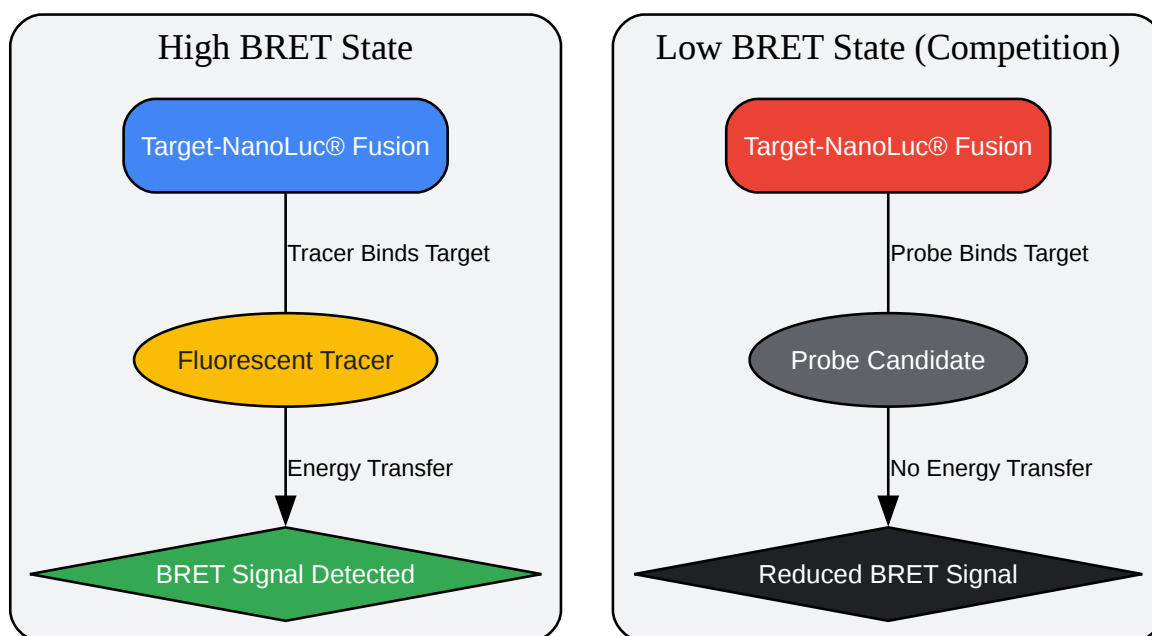 High BRET State
Target-NanoLuc® Fusion
Tracer Binds Target
Fluorescent Tracer
Energy Transfer
BRET Signal Detected
Low BRET State (Competition)
Target-NanoLuc® Fusion
Probe Binds Target
Probe Candidate
No Energy Transfer
Reduced BRET Signal